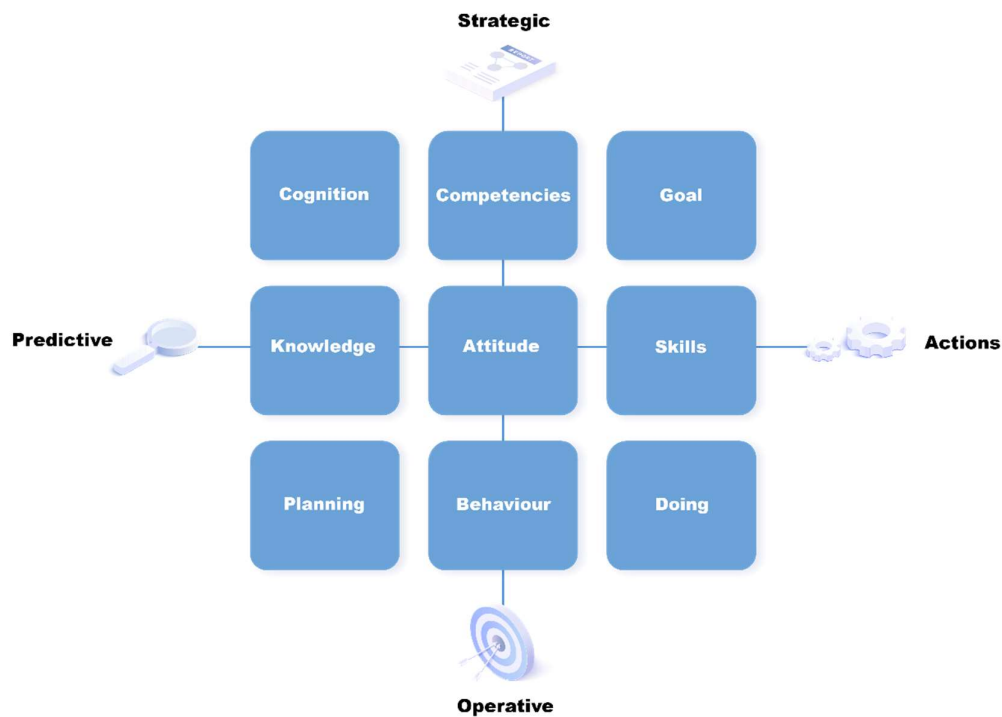 Strategic
Cognition
Competencies
Goal
Predictive
Knowledge
Attitude
Skills
Actions
Planning
Behaviour
Doing
Operative